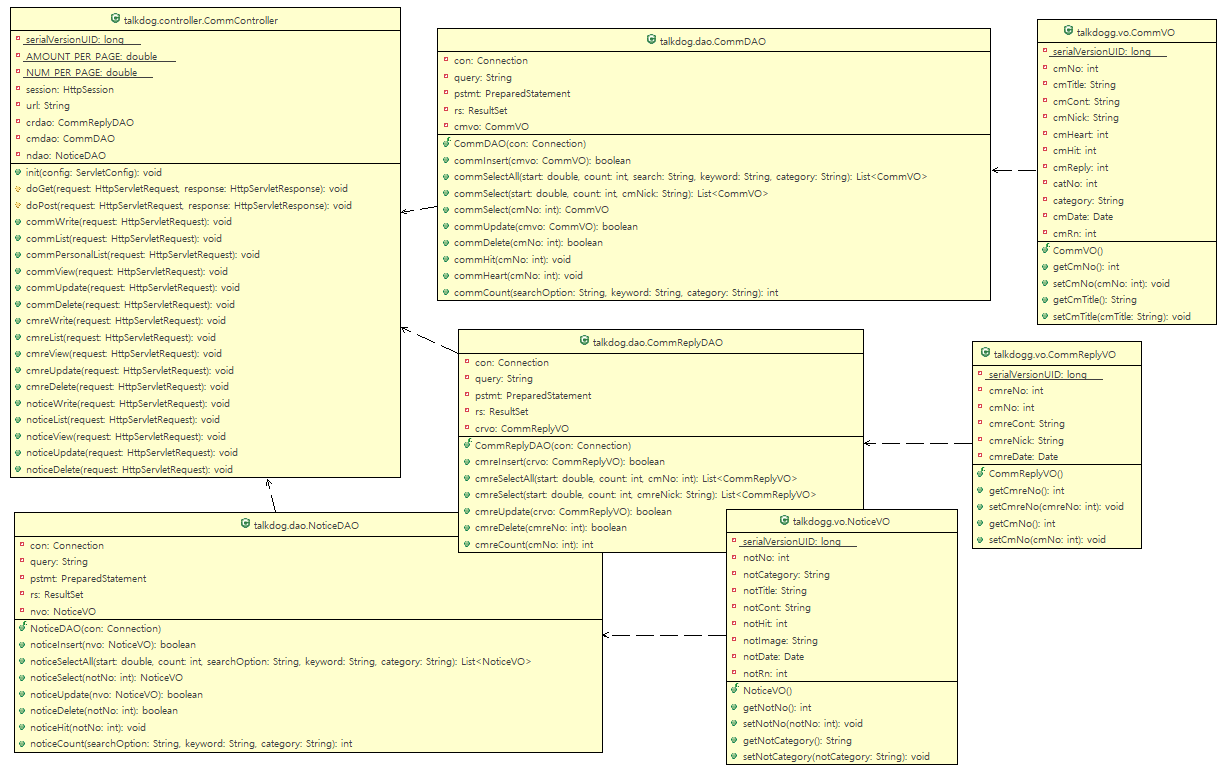 talkdog.controller.CommController
serialVersionUID: long
AMOUNT_PER_PAGE: double
NUM_PER_PAGE: double
session: HttpSession
url: String
crdao: CommReplyDAO
cmdao: CommDAO
ndao: NoticeDAO
init(config: ServletConfig): void
doGet(request: HttpServletRequest, response: HttpServletResponse): void
doPost(request: HttpServletRequest, response: HttpServletResponse): void
commWrite(request: HttpServletRequest): void
commList(request: HttpServletRequest): void
commPersonalList(request: HttpServletRequest): void
commView(request: HttpServletRequest): void
commUpdate(request: HttpServletRequest): void
commDelete(request: HttpServletRequest): void
cmreWrite(request: HttpServletRequest): void
cmreList(request: HttpServletRequest): void
cmreView(request: HttpServletRequest): void
cmreUpdate(request: HttpServletRequest): void
cmreDelete(request: HttpServletRequest): void
noticeWrite(request: HttpServletRequest): void
noticeList(request: HttpServletRequest): void
noticeView(request: HttpServletRequest): void
noticeUpdate(request: HttpServletRequest): void
noticeDelete(request: HttpServletRequest): void
talkdog.dao.CommDAO
con: Connection
query: String
pstmt: PreparedStatement
rs: ResultSet
cmvo: CommVO
CommDAO(con: Connection)
commInsert(cmvo: CommVO): boolean
commSelectAll(start: double, count: int, search: String, keyword: String, category: String): List<CommVO>
commSelect(start: double, count: int, cmNick: String): List<CommVO>
commSelect(cmNo: int): CommVO
commUpdate(cmvo: CommVO): boolean
commDelete(cmNo: int): boolean
commHit(cmNo: int): void
commHeart(cmNo: int): void
commCount(searchOption: String, keyword: String, category: String): int
talkdogg.vo.CommVO
serialVersionUID: long
cmNo: int
cmTitle: String
cmCont: String
cmNick: String
cmHeart: int
cmHit: int
cmReply: int
catNo: int
category: String
cmDate: Date
cmRn: int
CommVO()
getCmNo(): int
setCmNo(cmNo: int): void
getCmTitle(): String
setCmTitle(cmTitle: String): void
talkdog.dao.CommReplyDAO
con: Connection
query: String
pstmt: PreparedStatement
rs: ResultSet
crvo: CommReplyVO
CommReplyDAO(con: Connection)
cmreInsert(crvo: CommReplyVO): boolean
cmreSelectAll(start: double, count: int, cmNo: int): List<CommReplyVO>
cmreSelect(start: double, count: int, cmreNick: String): List<CommReplyVO>
cmreUpdate(crvo: CommReplyVO): boolean
cmreDelete(cmreNo: int): boolean
cmreCount(cmNo: int): int
talkdogg.vo.CommReplyVO
serialVersionUID: long
cmreNo: int
cmNo: int
cmreCont: String
cmreNick: String
cmreDate: Date
CommReplyVO()
getCmreNo(): int
setCmreNo(cmreNo: int): void
getCmNo(): int
setCmNo(cmNo: int): void
talkdog.dao.NoticeDAO
con: Connection
query: String
pstmt: PreparedStatement
rs: ResultSet
nvo: NoticeVO
NoticeDAO(con: Connection)
noticeInsert(nvo: NoticeVO): boolean
noticeSelectAll(start: double, count: int, searchOption: String, keyword: String, category: String): List<NoticeVO>
noticeSelect(notNo: int): NoticeVO
noticeUpdate(nvo: NoticeVO): boolean
noticeDelete(notNo: int): boolean
noticeHit(notNo: int): void
noticeCount(searchOption: String, keyword: String, category: String): int
talkdogg.vo.NoticeVO
serialVersionUID: long
notNo: int
notCategory: String
notTitle: String
notCont: String
notHit: int
notImage: String
notDate: Date
notRn: int
NoticeVO()
getNotNo(): int
setNotNo(notNo: int): void
getNotCategory(): String
setNotCategory(notCategory: String): void